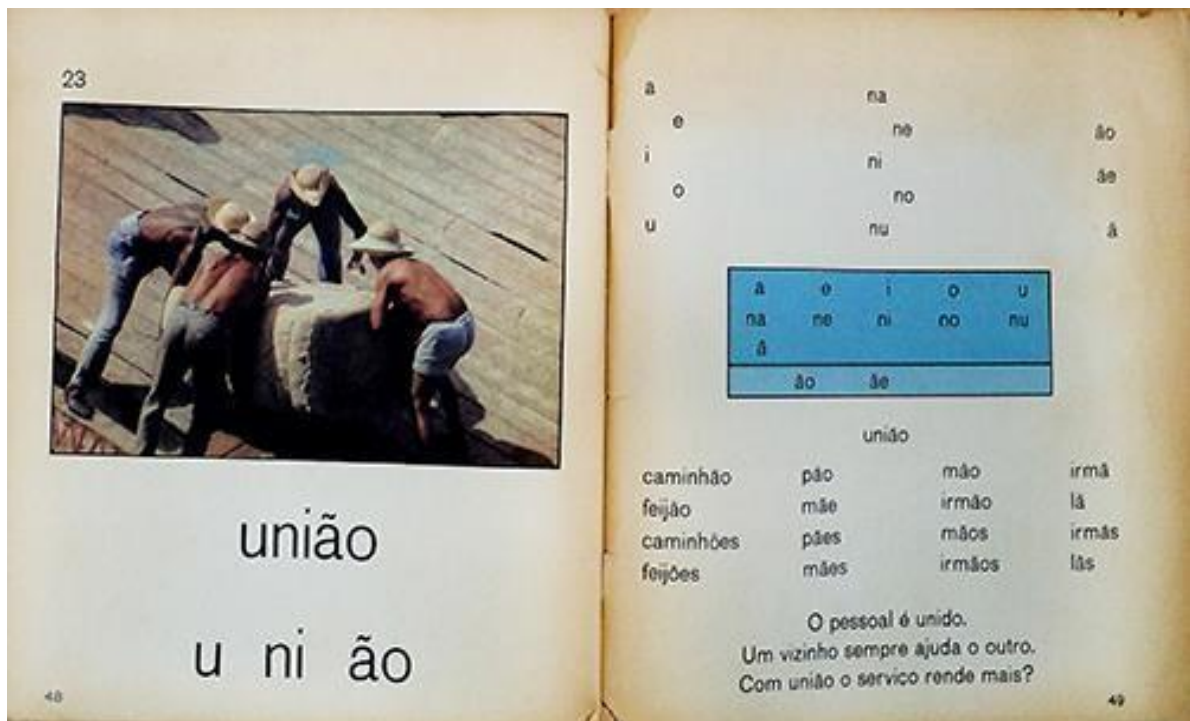 23
união
u ni ão
48
a na
e ne ão
i ni ãe
o no
u nu ã
a e i o u
na ne ni no nu
ã
ão ãe
união
caminhão pão mão irmã
feijão mãe irmão lã
caminhões pães mãos irmãs
feijões mães irmãos lãs
O pessoal é unido.
Um vizinho sempre ajuda o outro.
Com união o serviço rende mais?
49